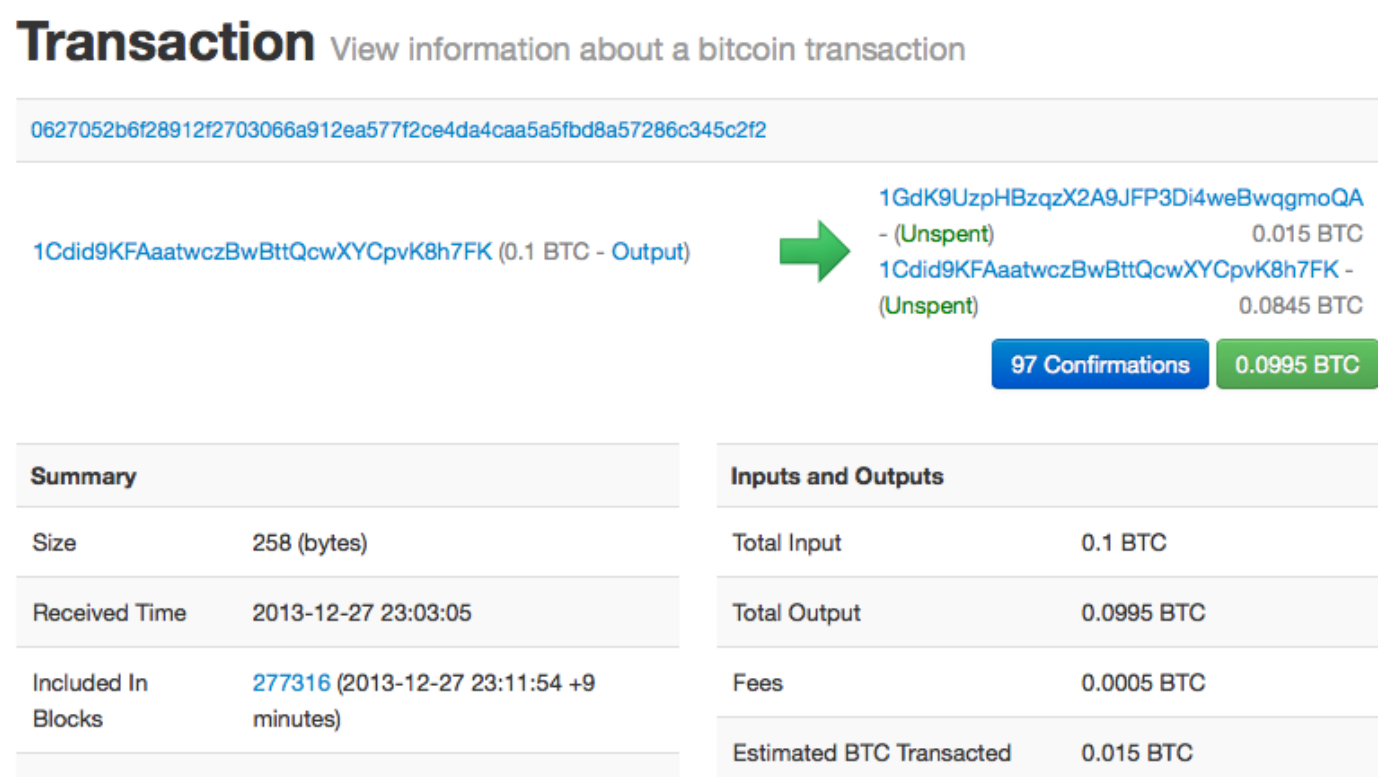 Transaction View information about a bitcoin transaction
0627052b6f28912f2703066a912ea577f2ce4da4caa5a5fbd8a57286c345c2f2
1Cdid9KFAaatwczBwBttQcwXYCpvK8h7FK (0.1 BTC - Output)
1GdK9UzpHBzqzX2A9JFP3Di4weBwqgmoQA
- (Unspent) 0.015 BTC
1Cdid9KFAaatwczBwBttQcwXYCpvK8h7FK -
(Unspent) 0.0845 BTC
97 Confirmations 0.0995 BTC
Summary
Size 258 (bytes)
Received Time 2013-12-27 23:03:05
Included In 277316 (2013-12-27 23:11:54 +9
Blocks minutes)
Inputs and Outputs
Total Input 0.1 BTC
Total Output 0.0995 BTC
Fees 0.0005 BTC
Estimated BTC Transacted 0.015 BTC